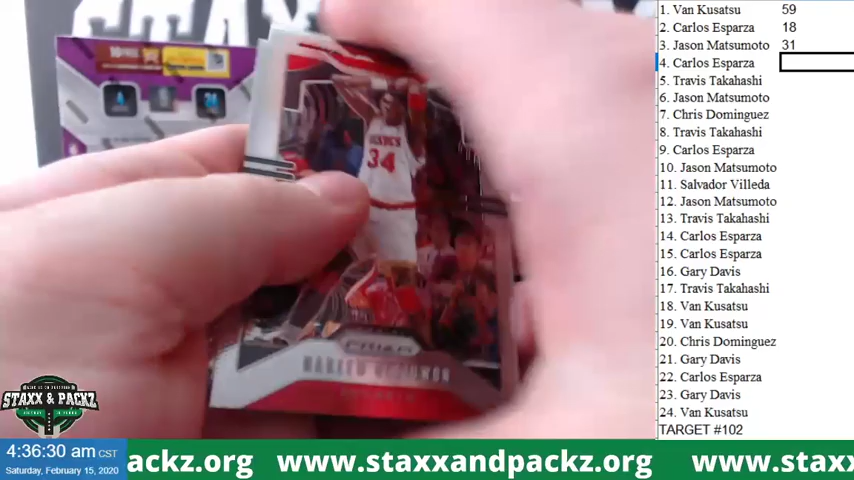 1. Van Kusatsu 59
2. Carlos Esparza 18
3. Jason Matsumoto 31
4. Carlos Esparza
5. Travis Takahashi
6. Jason Matsumoto
7. Chris Dominguez
8. Travis Takahashi
9. Carlos Esparza
10. Jason Matsumoto
11. Salvador Villeda
12. Jason Matsumoto
13. Travis Takahashi
14. Carlos Esparza
15. Carlos Esparza
16. Gary Davis
17. Travis Takahashi
18. Van Kusatsu
19. Van Kusatsu
20. Chris Dominguez
21. Gary Davis
22. Carlos Esparza
23. Gary Davis
24. Van Kusatsu
TARGET #102
34
PRIZM
STAXX & PACKZ
4:36:30 am CST
Saturday, February 15, 2020
ackz.org www.staxxandpackz.org www.staxx